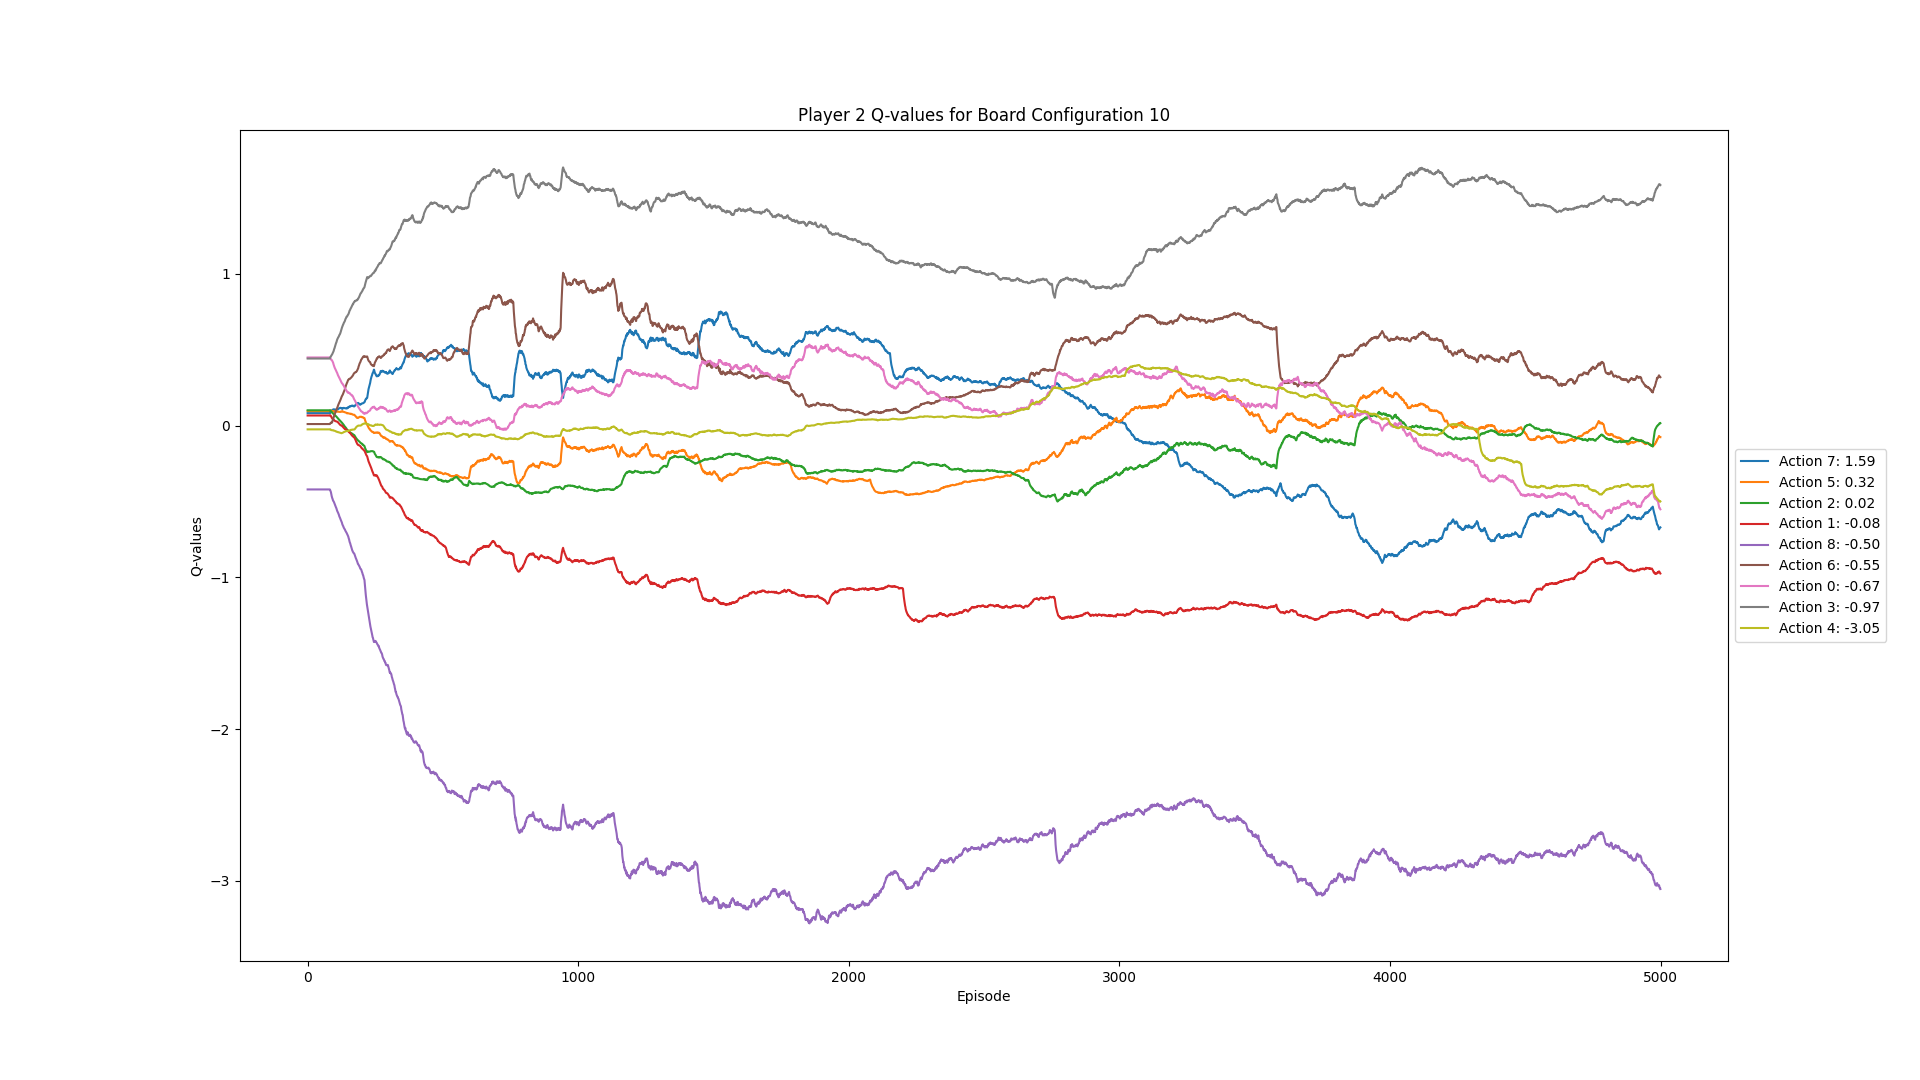 Player 2 Q-values for Board Configuration 10
Q-values
1
0
−1
−2
−3
0
1000
2000
3000
4000
5000
Episode
Action 7: 1.59
Action 5: 0.32
Action 2: 0.02
Action 1: -0.08
Action 8: -0.50
Action 6: -0.55
Action 0: -0.67
Action 3: -0.97
Action 4: -3.05